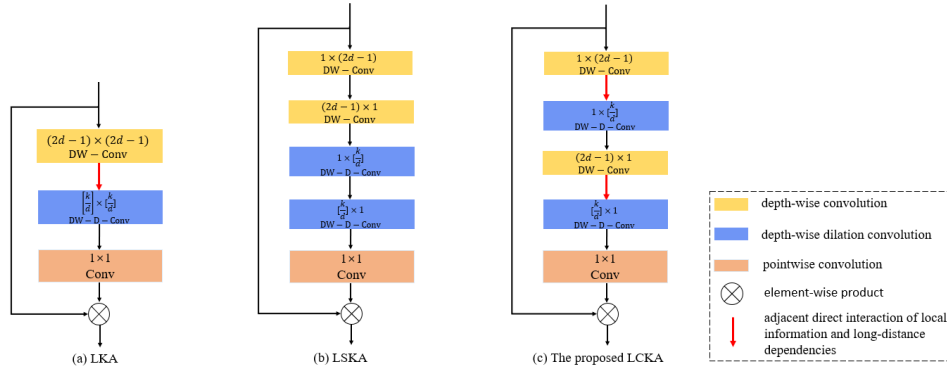 (2d − 1) × (2d − 1)
DW − Conv
[k/d] × [k/d]
DW − D − Conv
1 × 1
Conv
(a) LKA
1 × (2d − 1)
DW − Conv
(2d − 1) × 1
DW − Conv
1 × [k/d]
DW − D − Conv
[k/d] × 1
DW − D − Conv
1 × 1
Conv
(b) LSKA
1 × (2d − 1)
DW − Conv
1 × [k/d]
DW − D − Conv
(2d − 1) × 1
DW − Conv
[k/d] × 1
DW − D − Conv
1 × 1
Conv
(c) The proposed LCKA
depth-wise convolution
depth-wise dilation convolution
pointwise convolution
element-wise product
adjacent direct interaction of local
information and long-distance
dependencies